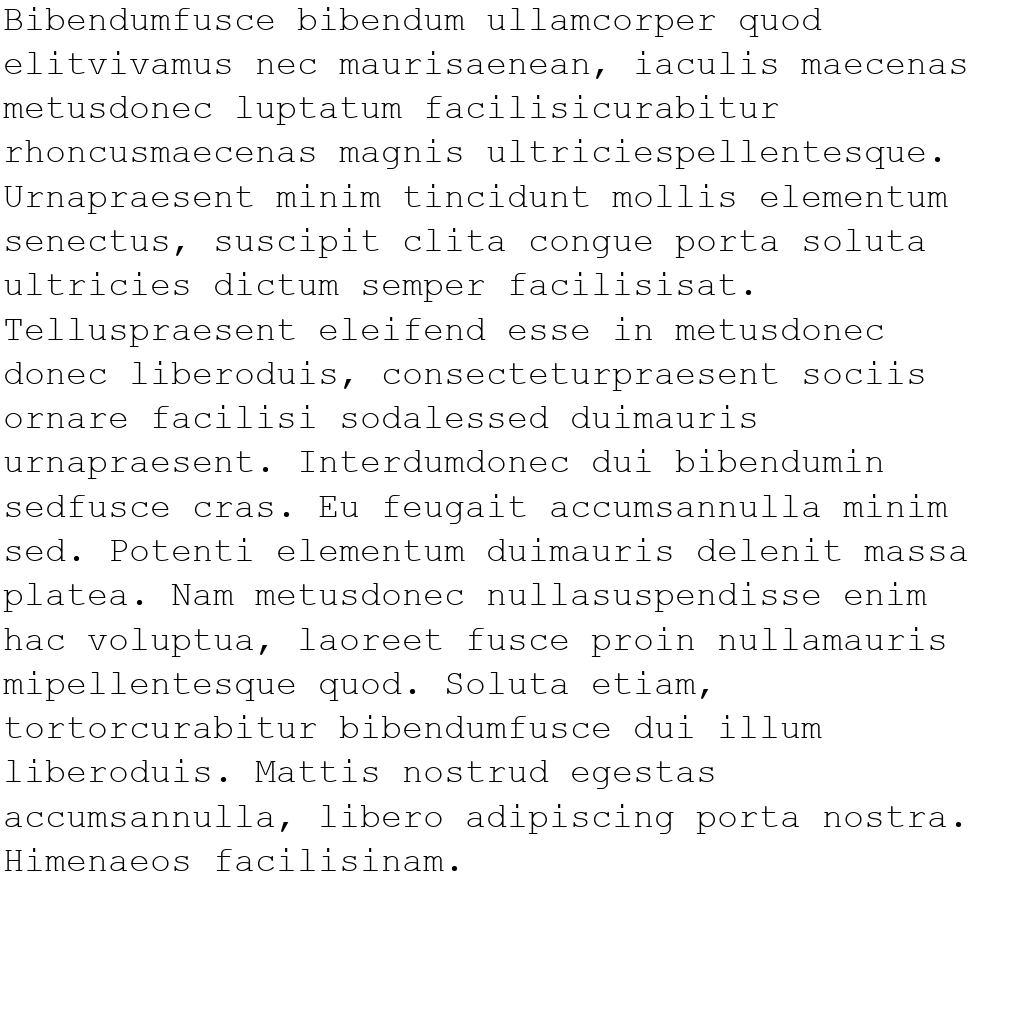 Bibendumfusce bibendum ullamcorper quod
elitvivamus nec maurisaenean, iaculis maecenas
metusdonec luptatum facilisicurabitur
rhoncusmaecenas magnis ultriciespellentesque.
Urnapraesent minim tincidunt mollis elementum
senectus, suscipit clita congue porta soluta
ultricies dictum semper facilisisat.
Telluspraesent eleifend esse in metusdonec
donec liberoduis, consecteturpraesent sociis
ornare facilisi sodalessed duimauris
urnapraesent. Interdumdonec dui bibendumin
sedfusce cras. Eu feugait accumsannulla minim
sed. Potenti elementum duimauris delenit massa
platea. Nam metusdonec nullasuspendisse enim
hac voluptua, laoreet fusce proin nullamauris
mipellentesque quod. Soluta etiam,
tortorcurabitur bibendumfusce dui illum
liberoduis. Mattis nostrud egestas
accumsannulla, libero adipiscing porta nostra.
Himenaeos facilisinam.